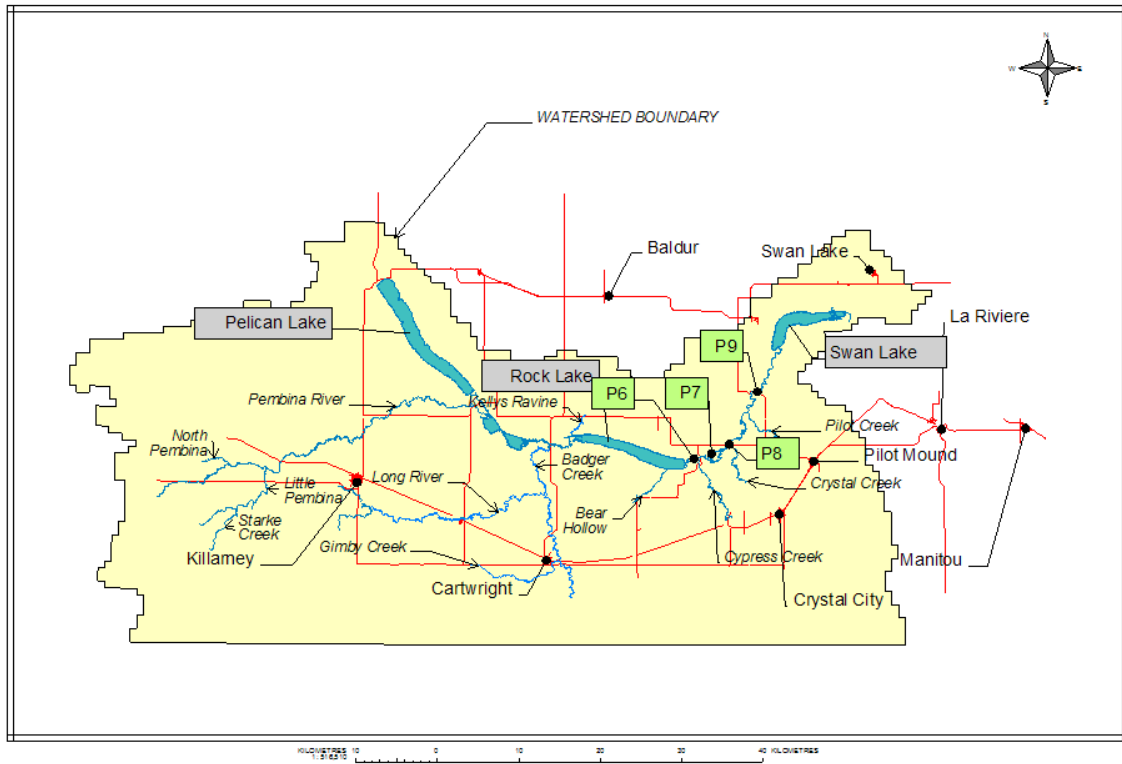 N
W
E
S
WATERSHED BOUNDARY
Baldur
Swan Lake
Pelican Lake
La Riviere
P9
Swan Lake
Rock Lake
P6
P7
Pembina River
Kellys Ravine
Pilot Creek
North
Pembina
P8
Pilot Mound
Long River
Badger
Creek
Little
Pembina
Crystal Creek
Starke
Creek
Bear
Hollow
Killarney
Gimby Creek
Cypress Creek
Manitou
Cartwright
Crystal City
KILOMETRES 10 0 10 20 30 40 KILOMETRES